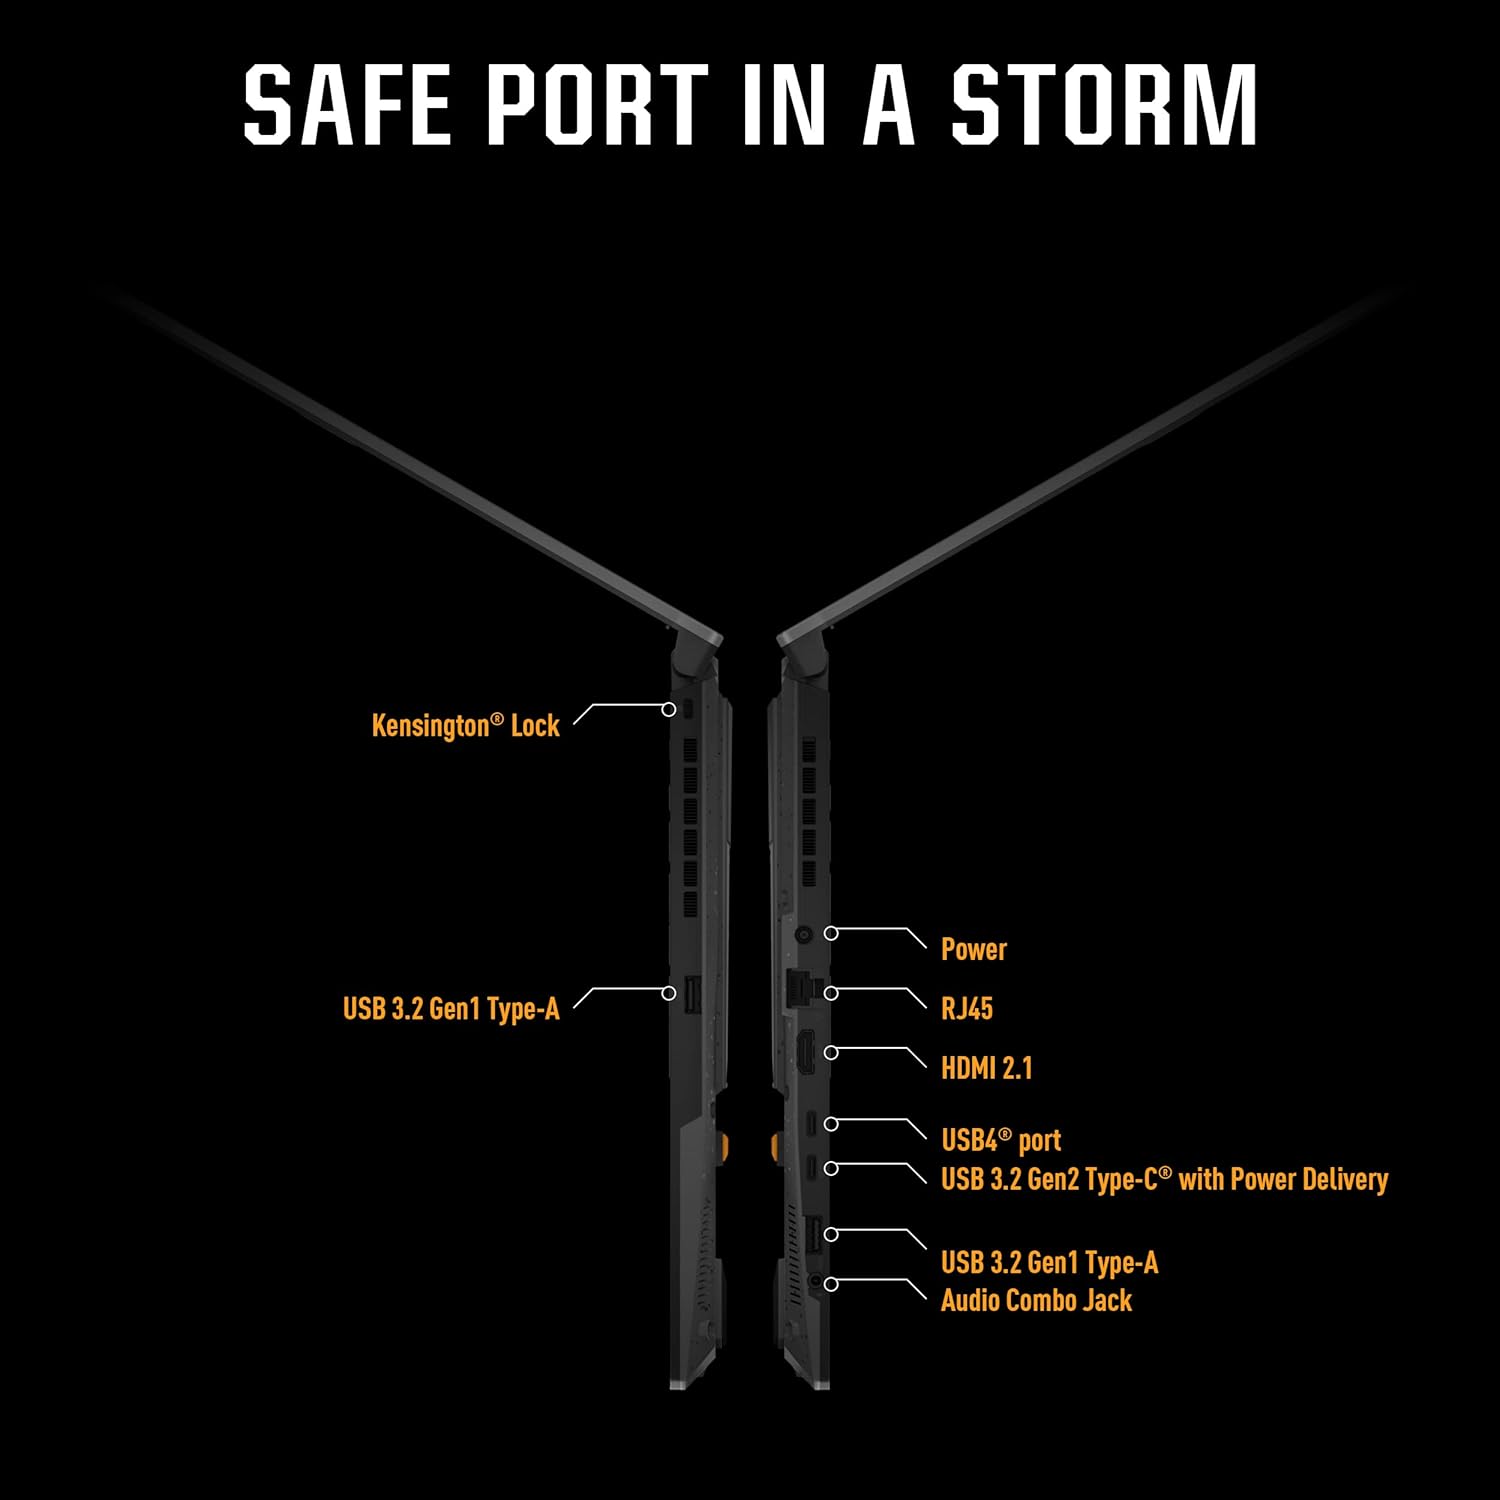 SAFE PORT IN A STORM
Kensington® Lock
USB 3.2 Gen1 Type-A
Power
RJ45
HDMI 2.1
USB4® port
USB 3.2 Gen2 Type-C® with Power Delivery
USB 3.2 Gen1 Type-A
Audio Combo Jack